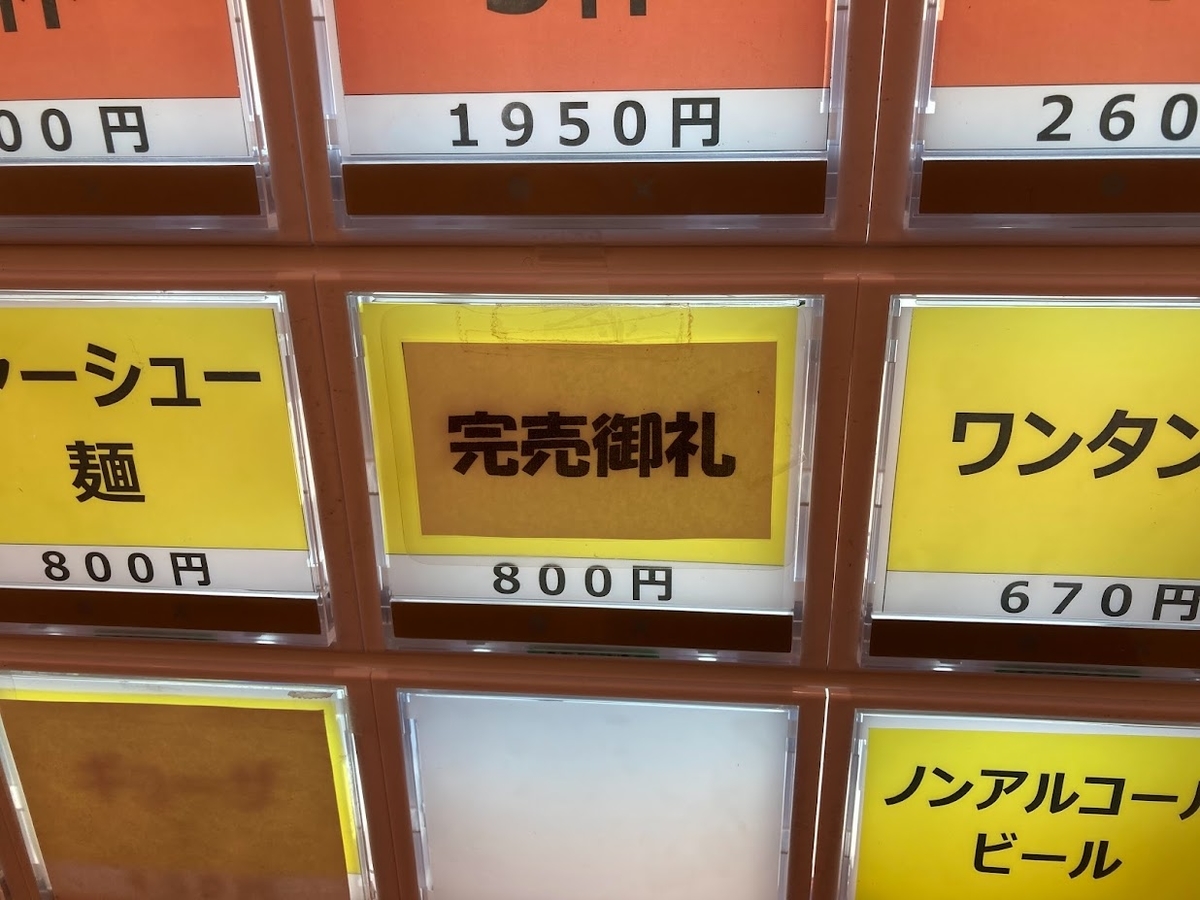 00円
1950円
260
ャーシュー
麺
800円
完売御礼
800円
ワンタン
670円
ノンアルコール
ビール